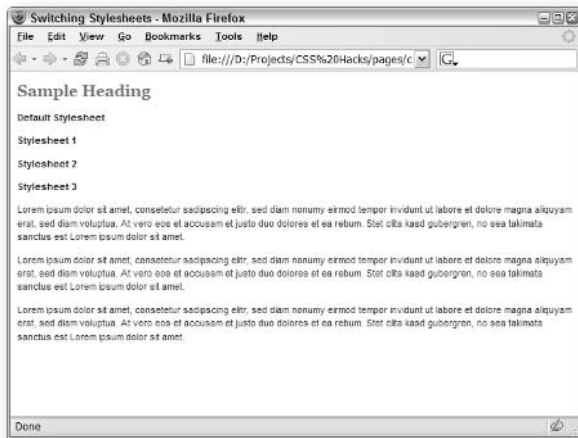 Switching Stylesheets - Mozilla Firefox
File Edit View Go Bookmarks Tools Help
file:///D:/Projects/CSS%20Hacks/pages/c
G
Sample Heading
Default Stylesheet
Stylesheet 1
Stylesheet 2
Stylesheet 3
Lorem ipsum dolor sit amet, consetetur sadipscing elitr, sed diam nonumy eirmod tempor invidunt ut labore et dolore magna aliquyam
erat, sed diam voluptua. At vero eos et accusam et justo duo dolores et ea rebum. Stet clita kasd gubergren, no sea takimata
sanctus est Lorem ipsum dolor sit amet.
Lorem ipsum dolor sit amet, consetetur sadipscing elitr, sed diam nonumy eirmod tempor invidunt ut labore et dolore magna aliquyam
erat, sed diam voluptua. At vero eos et accusam et justo duo dolores et ea rebum. Stet clita kasd gubergren, no sea takimata
sanctus est Lorem ipsum dolor sit amet.
Lorem ipsum dolor sit amet, consetetur sadipscing elitr, sed diam nonumy eirmod tempor invidunt ut labore et dolore magna aliquyam
erat, sed diam voluptua. At vero eos et accusam et justo duo dolores et ea rebum. Stet clita kasd gubergren, no sea takimata
sanctus est Lorem ipsum dolor sit amet.
Done